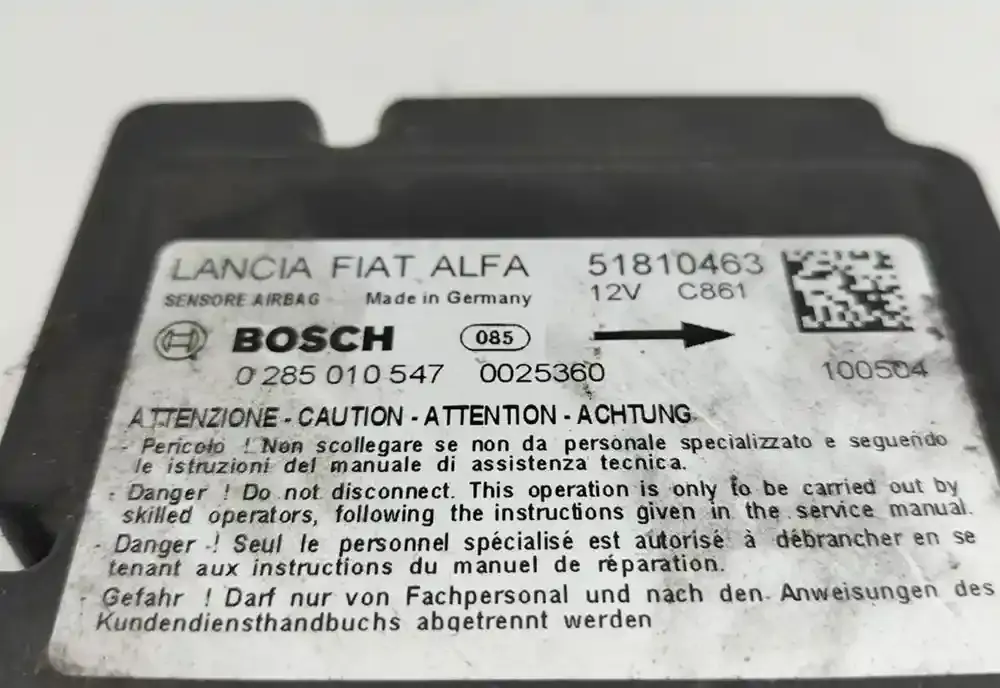 LANCIA FIAT ALFA 51810463
SENSORE AIRBAG Made in Germany 12V C861
BOSCH 085
0 285 010 547 0025360 100504
ATTENZIONE - CAUTION - ATTENTION - ACHTUNG
- Pericolo ! Non scollegare se non da personale specializzato e seguendo
le istruzioni del manuale di assistenza tecnica.
- Danger ! Do not disconnect. This operation is only to be carried out by
skilled operators, following the instructions given in the service manual.
- Danger ! Seul le personnel spécialisé est autorisé à débrancher en se
tenant aux instructions du manuel de réparation.
- Gefahr ! Darf nur von Fachpersonal und nach den Anweisungen des
Kundendiensthandbuchs abgetrennt werden